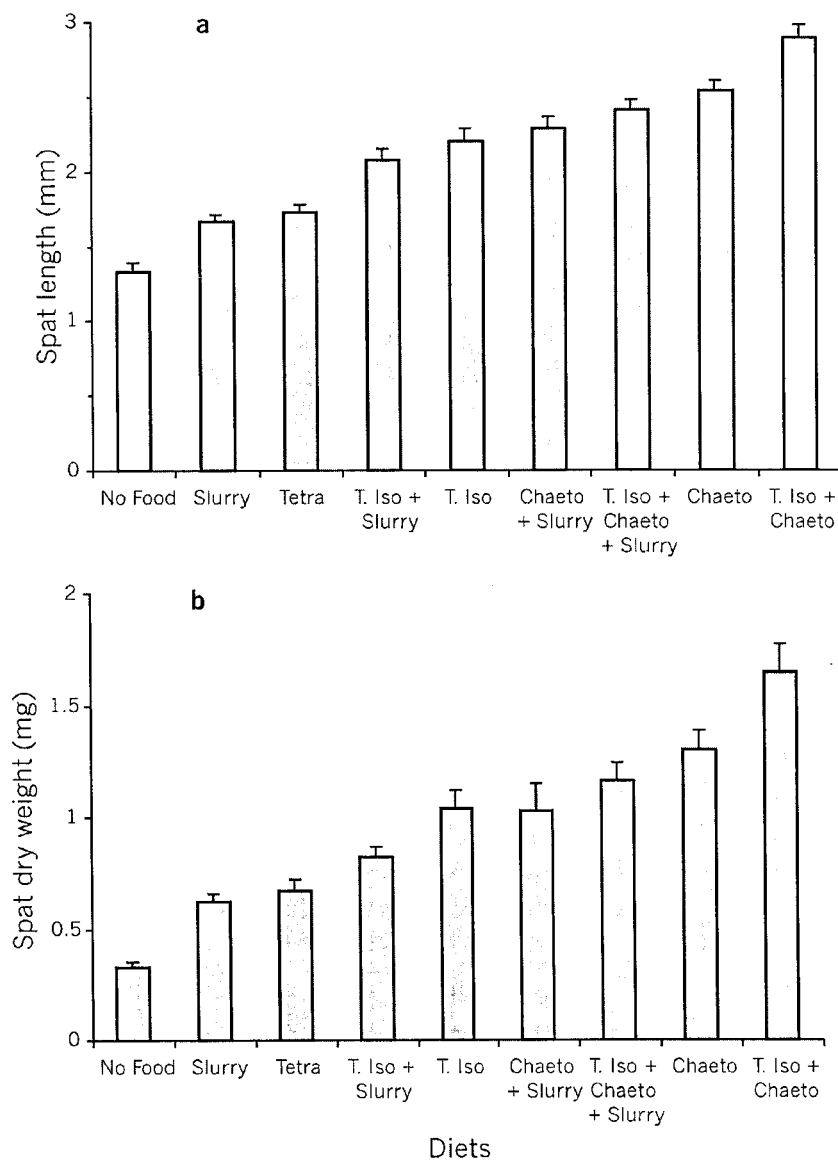 a
Spat length (mm)
3
2
1
0
No Food Slurry Tetra T. Iso + Slurry T. Iso Chaeto + Slurry T. Iso + Chaeto + Slurry Chaeto T. Iso + Chaeto
b
Spat dry weight (mg)
2
1.5
1
0.5
0
No Food Slurry Tetra T. Iso + Slurry T. Iso Chaeto + Slurry T. Iso + Chaeto + Slurry Chaeto T. Iso + Chaeto
Diets